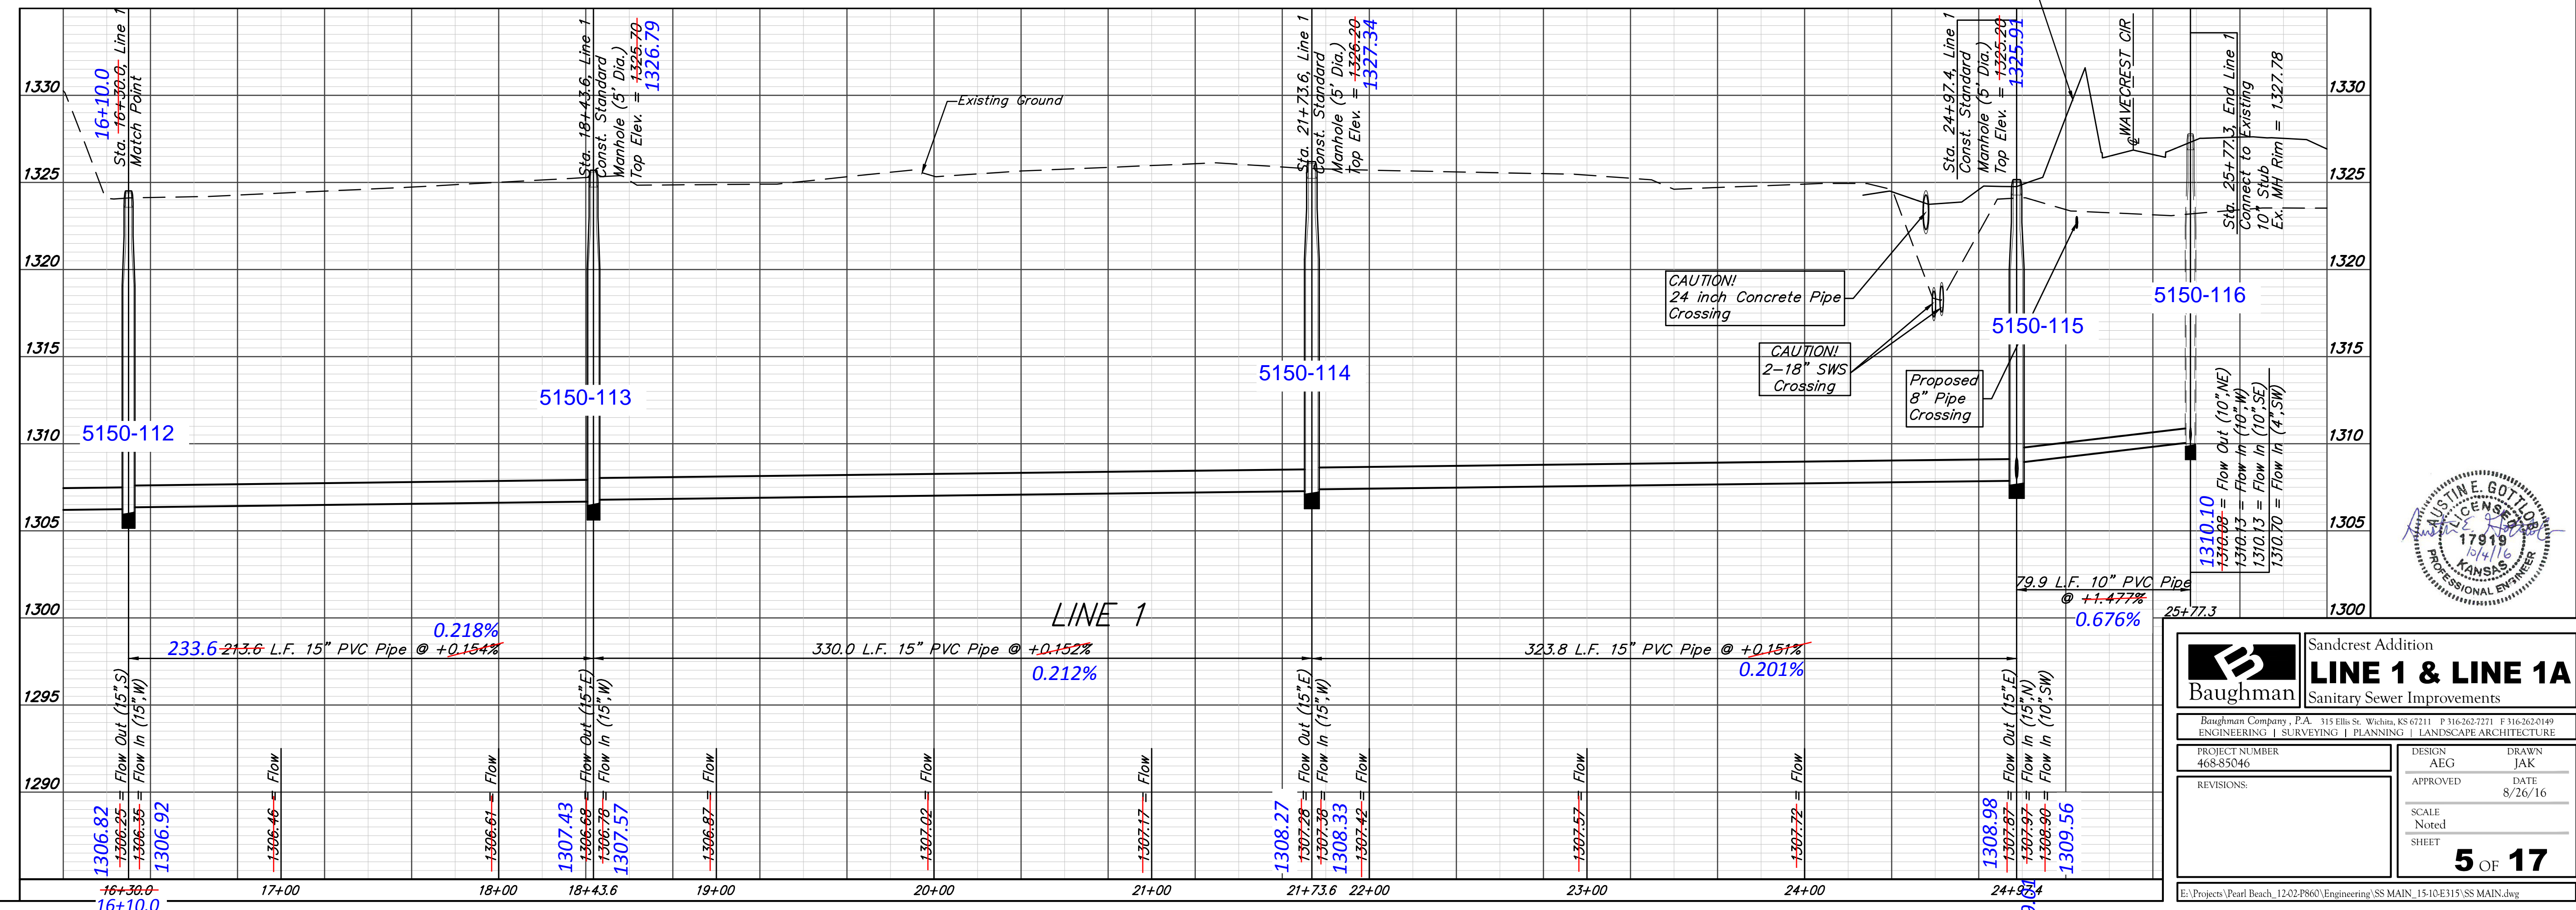 16+10.0
Sta. 16+30.0, Line 1
Match Point
Sta. 18+43.6, Line 1
Const. Standard
Manhole (5' Dia.)
Top Elev. = 1325.70
1326.79
Sta. 21+73.6, Line 1
Const. Standard
Manhole (5' Dia.)
Top Elev. = 1326.20
1327.34
Sta. 24+97.4, Line 1
Const. Standard
Manhole (5' Dia.)
Top Elev. = 1325.20
1325.91
WAVECREST CIR
Sta. 25+77.3, End Line 1
Connect to Existing
10" Stub
Ex. MH Rim = 1327.78
Existing Ground
1330
1325
1320
1315
1310
1305
1300
1295
1290
1330
1325
1320
1315
1310
1305
1300
5150-112
5150-113
5150-114
5150-115
5150-116
CAUTION!
24 inch Concrete Pipe
Crossing
CAUTION!
2-18" SWS
Crossing
Proposed
8" Pipe
Crossing
1310.10
1310.08 = Flow Out (10",NE)
1310.13 = Flow In (10",W)
1310.13 = Flow In (10",SE)
1310.70 = Flow In (4",SW)
79.9 L.F. 10" PVC Pipe
@ +1.477%
0.676%
25+77.3
LINE 1
0.218%
233.6 213.6 L.F. 15" PVC Pipe @ +0.154%
330.0 L.F. 15" PVC Pipe @ +0.152%
0.212%
323.8 L.F. 15" PVC Pipe @ +0.151%
0.201%
1306.82
1306.25 = Flow Out (15",S)
1306.35 = Flow In (15",W)
1306.92
1306.46 = Flow
1306.61 = Flow
1307.43
1306.68 = Flow Out (15",E)
1306.78 = Flow In (15",W)
1307.57
1306.87 = Flow
1307.02 = Flow
1307.17 = Flow
1308.27
1307.28 = Flow Out (15",E)
1307.38 = Flow In (15",W)
1308.33
1307.42 = Flow
1307.57 = Flow
1307.72 = Flow
1308.98
1307.87 = Flow Out (15",E)
1307.97 = Flow In (15",N)
1308.90 = Flow In (10",SW)
1309.56
16+30.0
16+10.0
17+00
18+00
18+43.6
19+00
20+00
21+00
21+73.6
22+00
23+00
24+00
AUSTIN E. GOTTLOB
LICENSED
17919
10/4/16
KANSAS
PROFESSIONAL ENGINEER
Baughman
Sandcrest Addition
LINE 1 & LINE 1A
Sanitary Sewer Improvements
Baughman Company, P.A. 315 Ellis St. Wichita, KS 67211 P 316-262-7271 F 316-262-0149
ENGINEERING | SURVEYING | PLANNING | LANDSCAPE ARCHITECTURE
PROJECT NUMBER
468-85046
REVISIONS:
DESIGN
AEG
DRAWN
JAK
APPROVED
DATE
8/26/16
SCALE
Noted
SHEET
5 OF 17
E:\Projects\Pearl Beach_12-02-P860\Engineering\SS MAIN_15-10-E315\SS MAIN.dwg